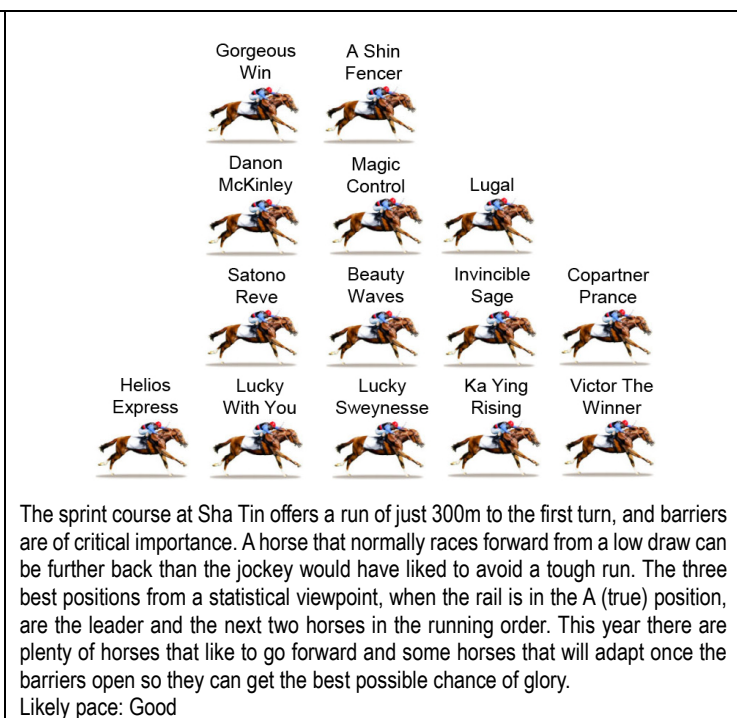 Gorgeous Win
A Shin Fencer
Danon McKinley
Magic Control
Lugal
Satono Reve
Beauty Waves
Invincible Sage
Copartner Prance
Helios Express
Lucky With You
Lucky Sweynesse
Ka Ying Rising
Victor The Winner
The sprint course at Sha Tin offers a run of just 300m to the first turn, and barriers
are of critical importance. A horse that normally races forward from a low draw can
be further back than the jockey would have liked to avoid a tough run. The three
best positions from a statistical viewpoint, when the rail is in the A (true) position,
are the leader and the next two horses in the running order. This year there are
plenty of horses that like to go forward and some horses that will adapt once the
barriers open so they can get the best possible chance of glory.
Likely pace: Good